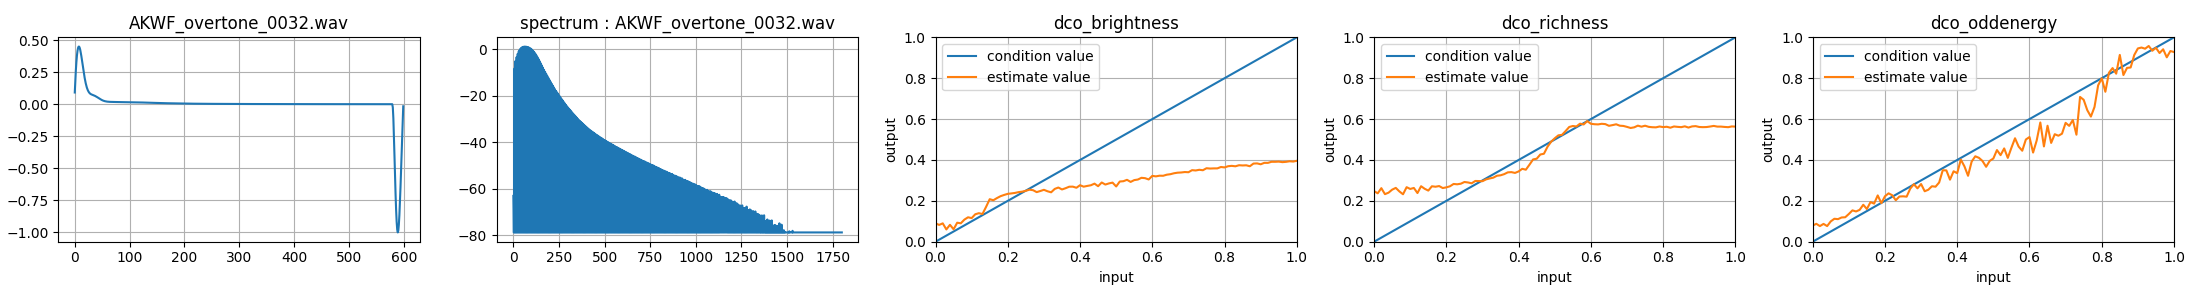 AKWF_overtone_0032.wav
0.50
0.25
0.00
−0.25
−0.50
−0.75
−1.00
0 100 200 300 400 500 600
spectrum : AKWF_overtone_0032.wav
0
−20
−40
−60
−80
0 250 500 750 1000 1250 1500 1750
dco_brightness
condition value
estimate value
output
1.0
0.8
0.6
0.4
0.2
0.0
0.0 0.2 0.4 0.6 0.8 1.0
input
dco_richness
condition value
estimate value
output
1.0
0.8
0.6
0.4
0.2
0.0
0.0 0.2 0.4 0.6 0.8 1.0
input
dco_oddenergy
condition value
estimate value
output
1.0
0.8
0.6
0.4
0.2
0.0
0.0 0.2 0.4 0.6 0.8 1.0
input